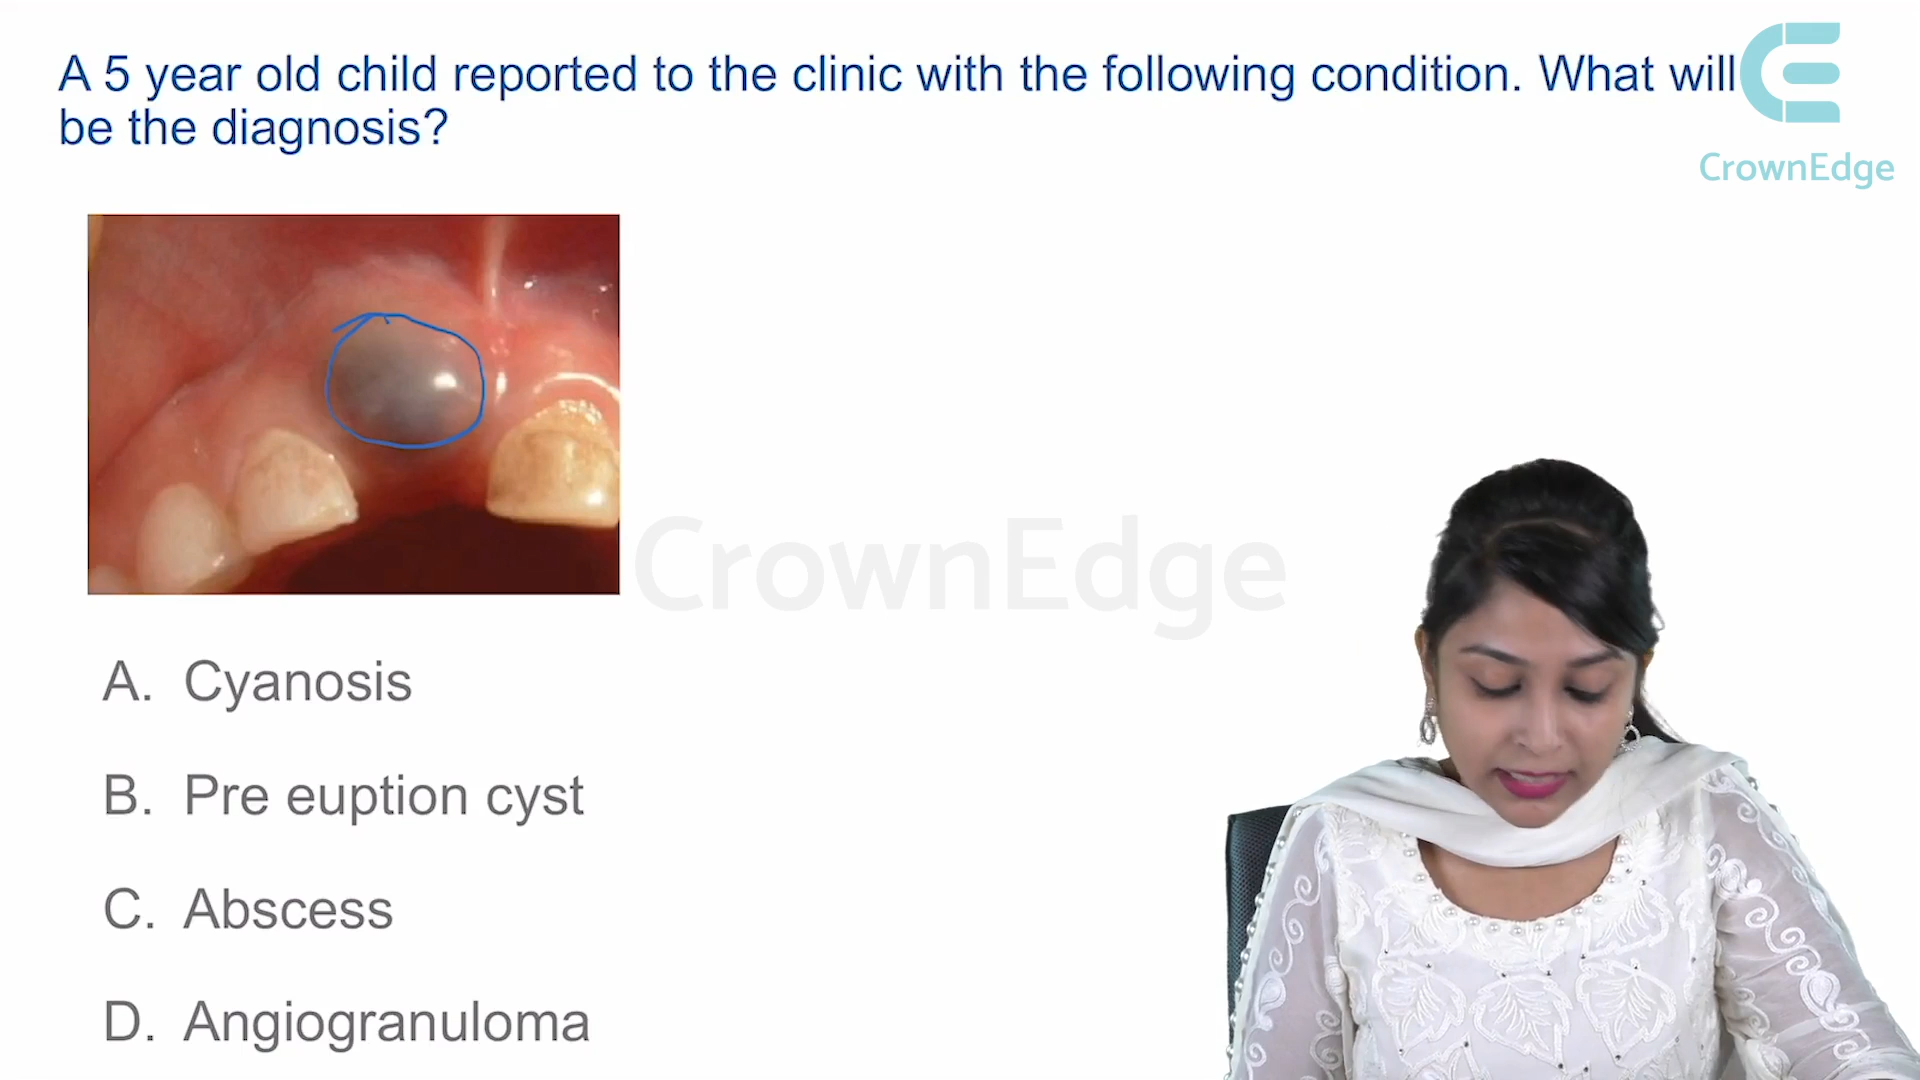 A 5 year old child reported to the clinic with the following condition. What will
be the diagnosis?
CrownEdge
CrownEdge
A. Cyanosis
B. Pre euption cyst
C. Abscess
D. Angiogranuloma